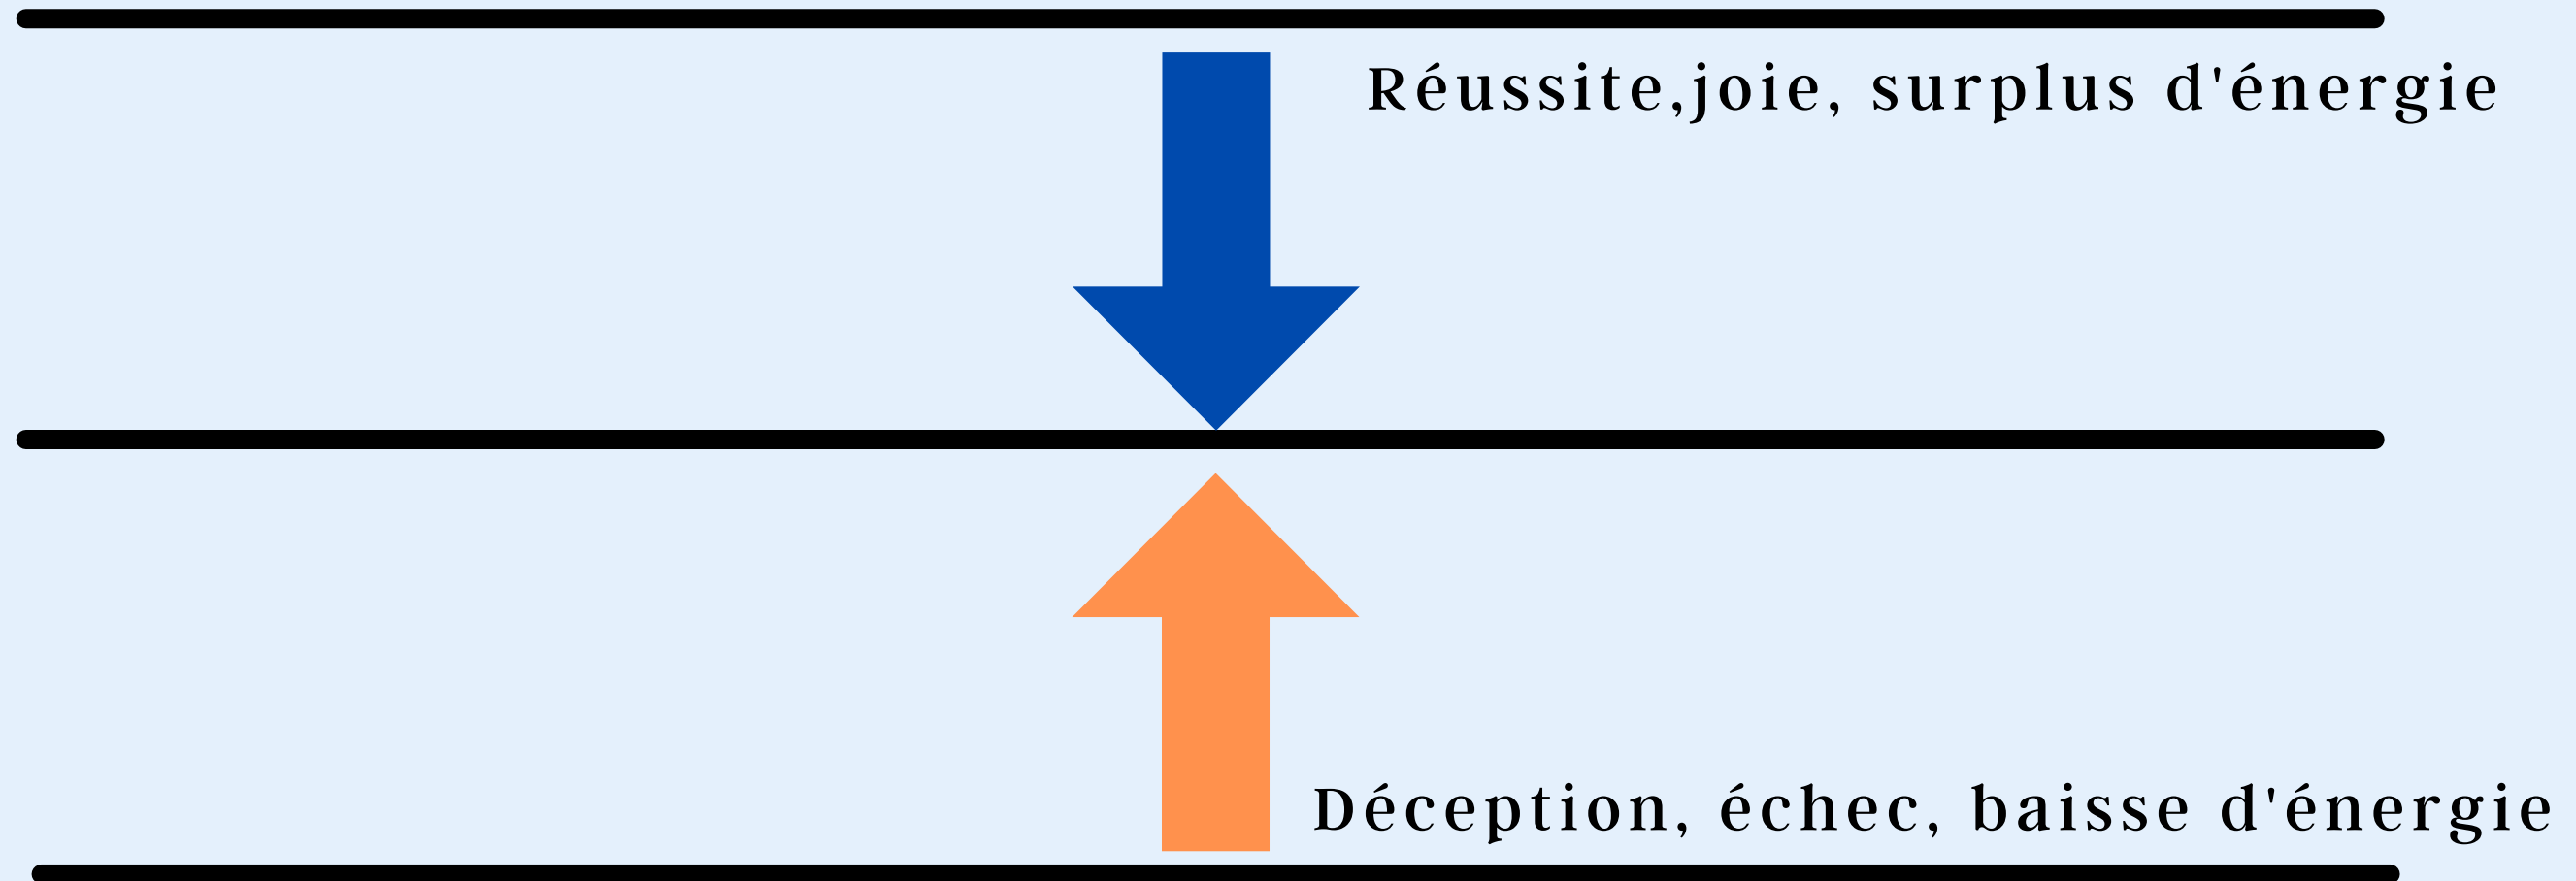 Réussite,joie, surplus d'énergie
Déception, échec, baisse d'énergie